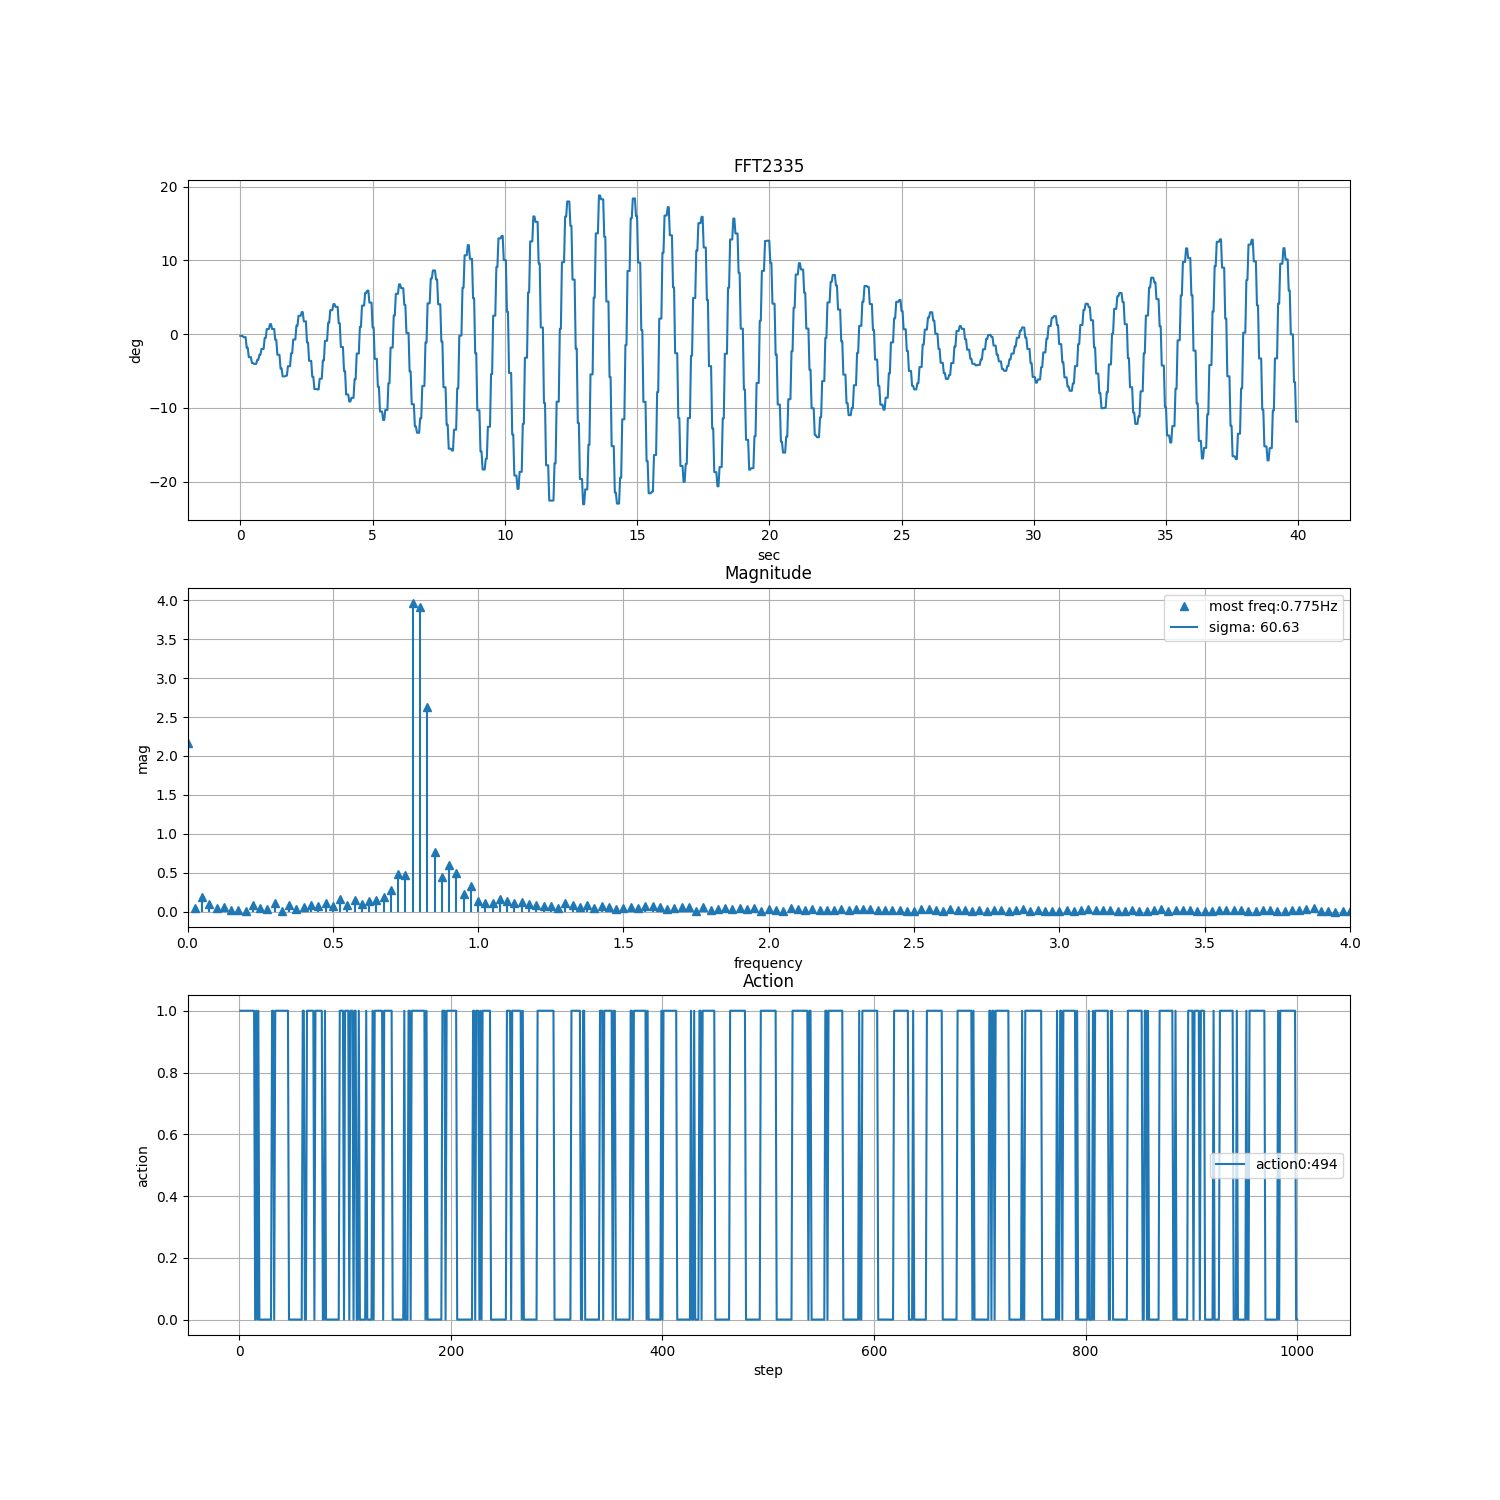 FFT2335
20
10
0
−10
−20
deg
0 5 10 15 20 25 30 35 40
sec
Magnitude
4.0
3.5
3.0
2.5
2.0
1.5
1.0
0.5
0.0
mag
most freq:0.775Hz
sigma: 60.63
0.0 0.5 1.0 1.5 2.0 2.5 3.0 3.5 4.0
frequency
Action
1.0
0.8
0.6
0.4
0.2
0.0
action
action0:494
0 200 400 600 800 1000
step